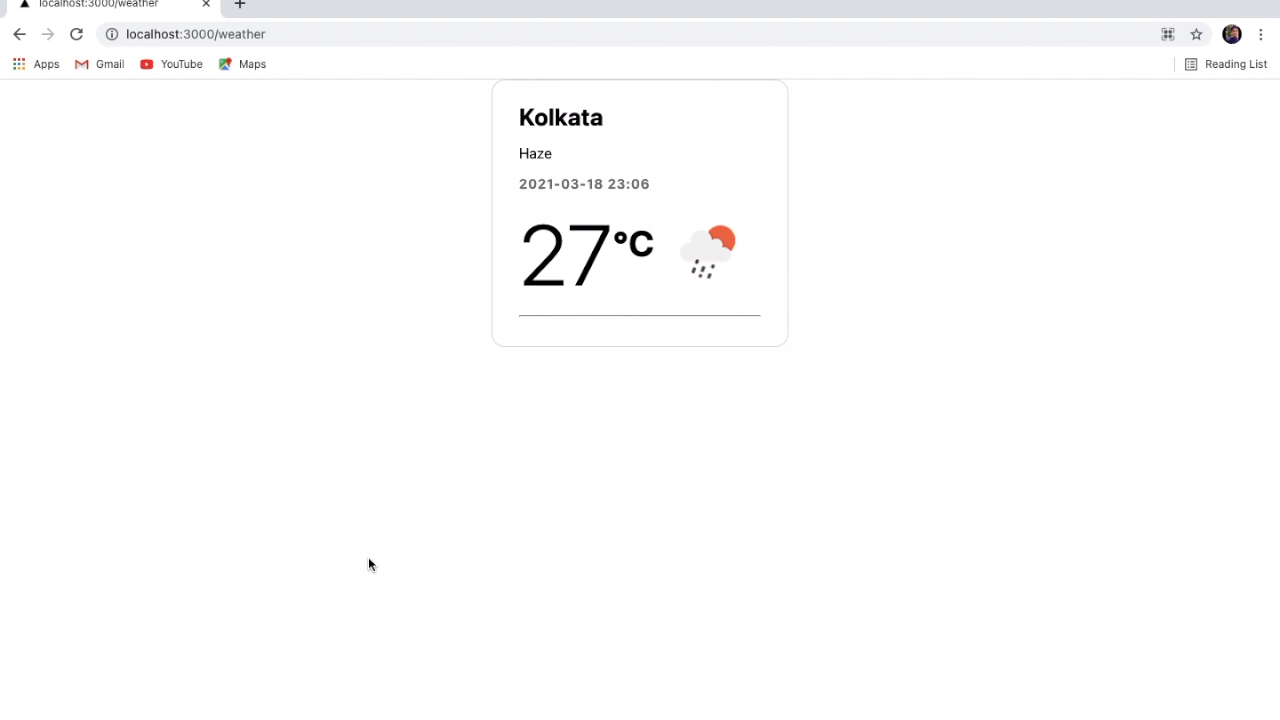 localhost:3000/weather
localhost:3000/weather
Apps Gmail YouTube Maps Reading List
Kolkata
Haze
2021-03-18 23:06
27°C